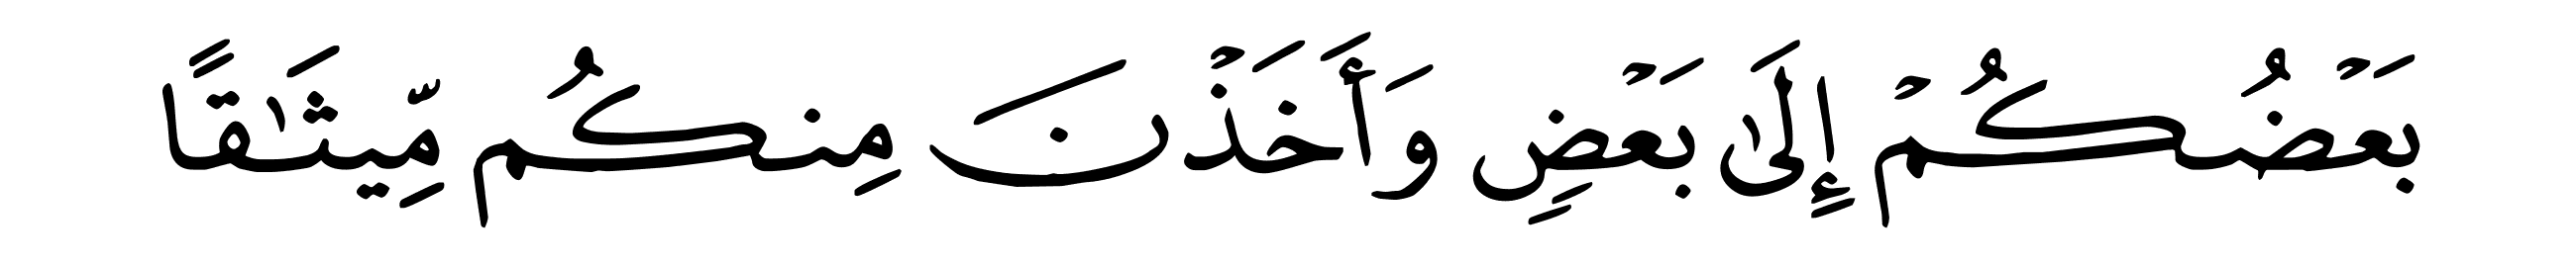 بَعْضُكُمْ إِلَىٰ بَعْضٍ وَأَخَذْنَ مِنكُم مِّيثَـٰقًا